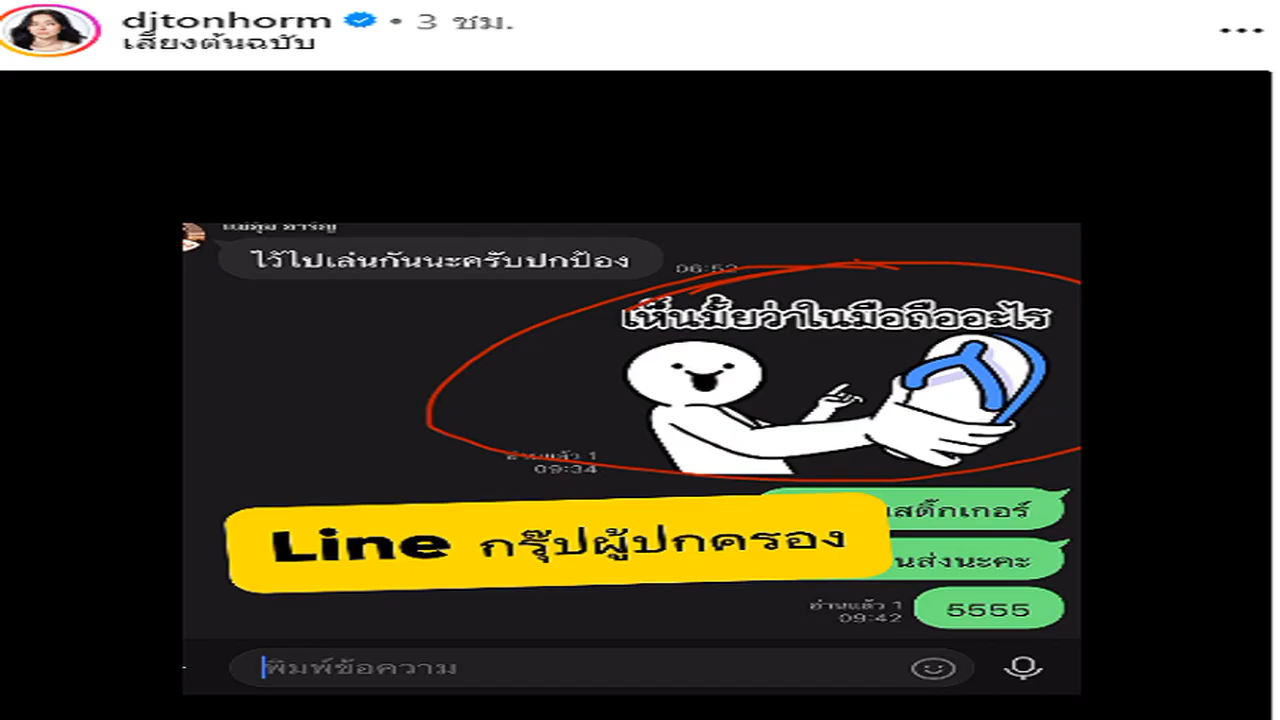 djtonhorm • 3 ชม.
เสียงต้นฉบับ
ไว้ไปเล่นกันนะครับปกป้อง
06:52
เห็นมั้ยว่าในมือถืออะไร
อ่านแล้ว 1
09:34
สติ๊กเกอร์
Line กรุ๊ปผู้ปกครอง
นส่งนะคะ
อ่านแล้ว 1
09:42
5555
พิมพ์ข้อความ